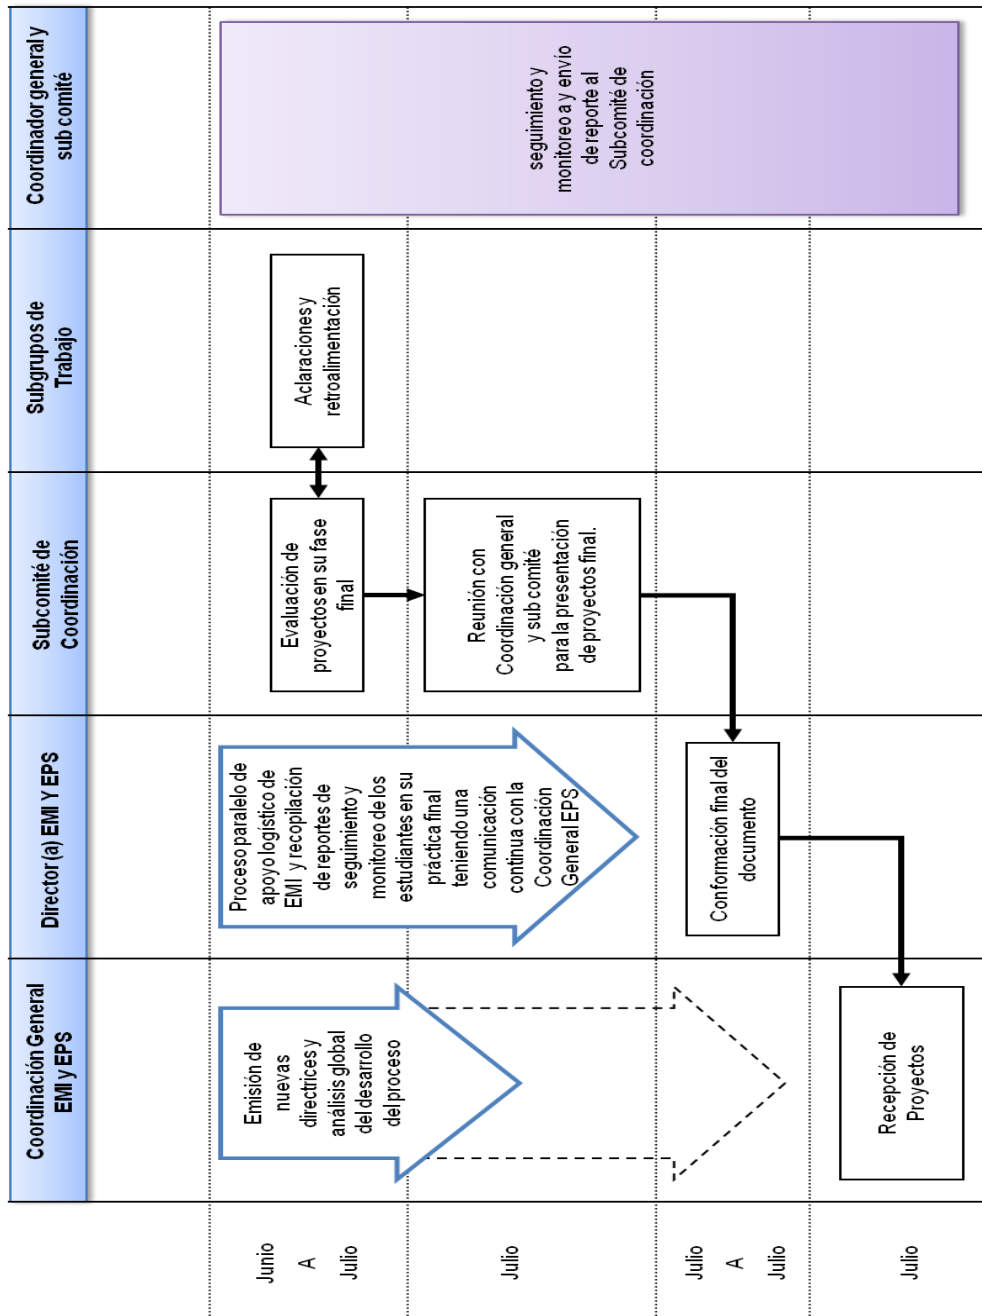 Coordinación General
EMI y EPS
Director (a) EMI Y EPS
Subcomité de
Coordinación
Subgrupos de
Trabajo
Coordinador general y
sub comité
Junio
A
Julio
Emisión de
nuevas
directrices y
análisis global
del desarrollo
del proceso
Proceso paralelo de
apoyo logístico de
EMI y recopilación
de reportes de
seguimiento y
monitoreo de los
estudiantes en su
práctica final
teniendo una
comunicación
continua con la
Coordinación
General EPS
Evaluación de
proyectos en su fase
final
Aclaraciones y
retroalimentación
seguimiento y
monitoreo a y envío
de reporte al
Subcomité de
coordinación
Julio
Reunión con
Coordinación general
y sub comité
para la presentación
de proyectos final.
Julio
A
Julio
Conformación final del
documento
Julio
Recepción de
Proyectos